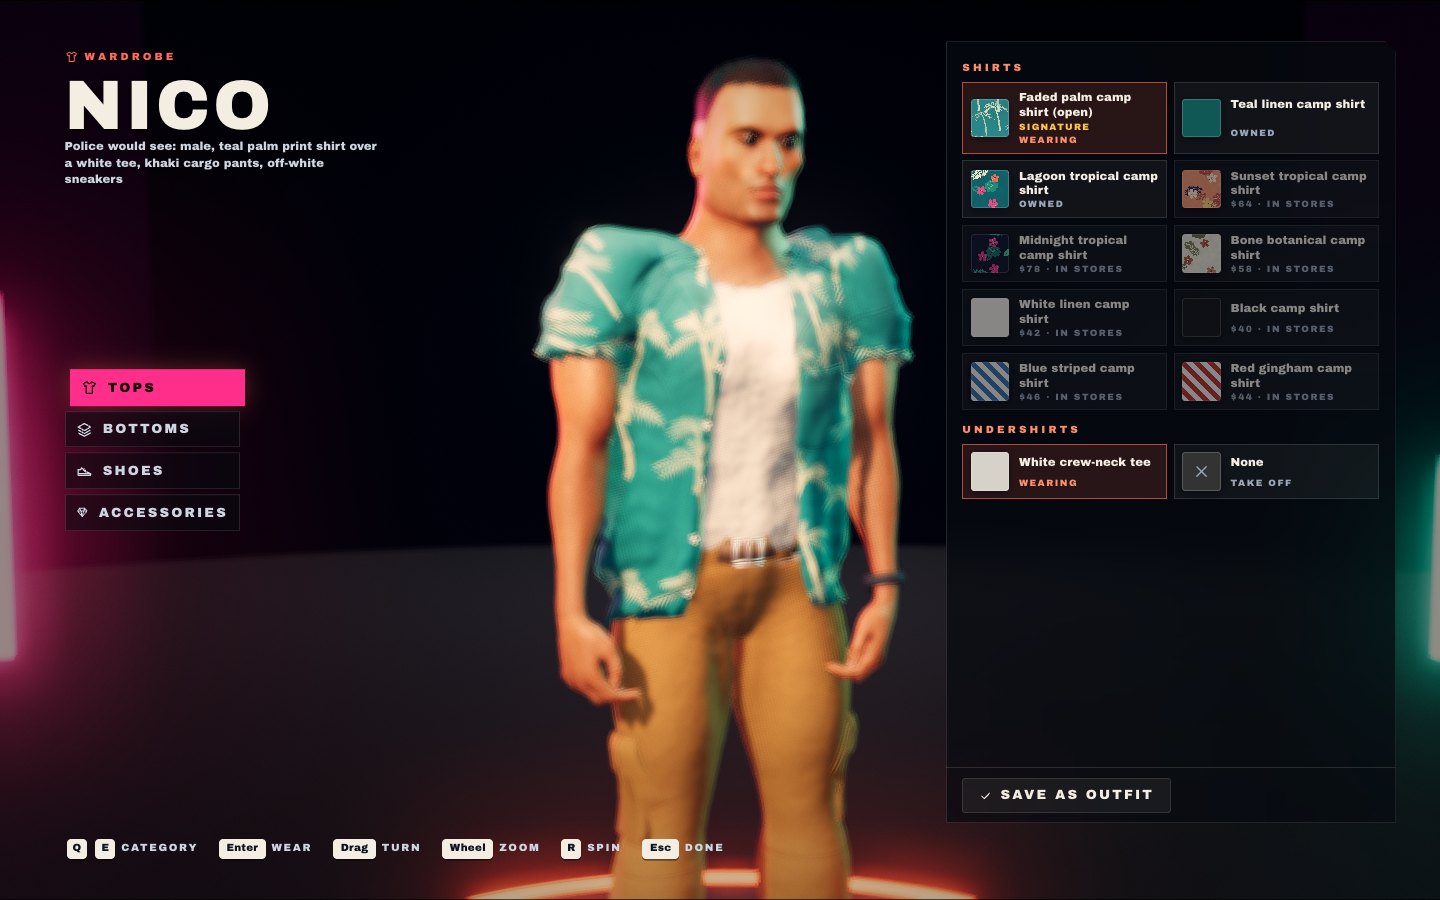 WARDROBE
NICO
Police would see: male, teal palm print shirt over
a white tee, khaki cargo pants, off-white
sneakers
TOPS
BOTTOMS
SHOES
ACCESSORIES
SHIRTS
Faded palm camp
shirt (open)
SIGNATURE
WEARING
Teal linen camp shirt
OWNED
Lagoon tropical camp
shirt
OWNED
Sunset tropical camp
shirt
$64 · IN STORES
Midnight tropical
camp shirt
$78 · IN STORES
Bone botanical camp
shirt
$58 · IN STORES
White linen camp
shirt
$42 · IN STORES
Black camp shirt
$40 · IN STORES
Blue striped camp
shirt
$46 · IN STORES
Red gingham camp
shirt
$44 · IN STORES
UNDERSHIRTS
White crew-neck tee
WEARING
None
TAKE OFF
SAVE AS OUTFIT
Q E CATEGORY Enter WEAR Drag TURN Wheel ZOOM R SPIN Esc DONE